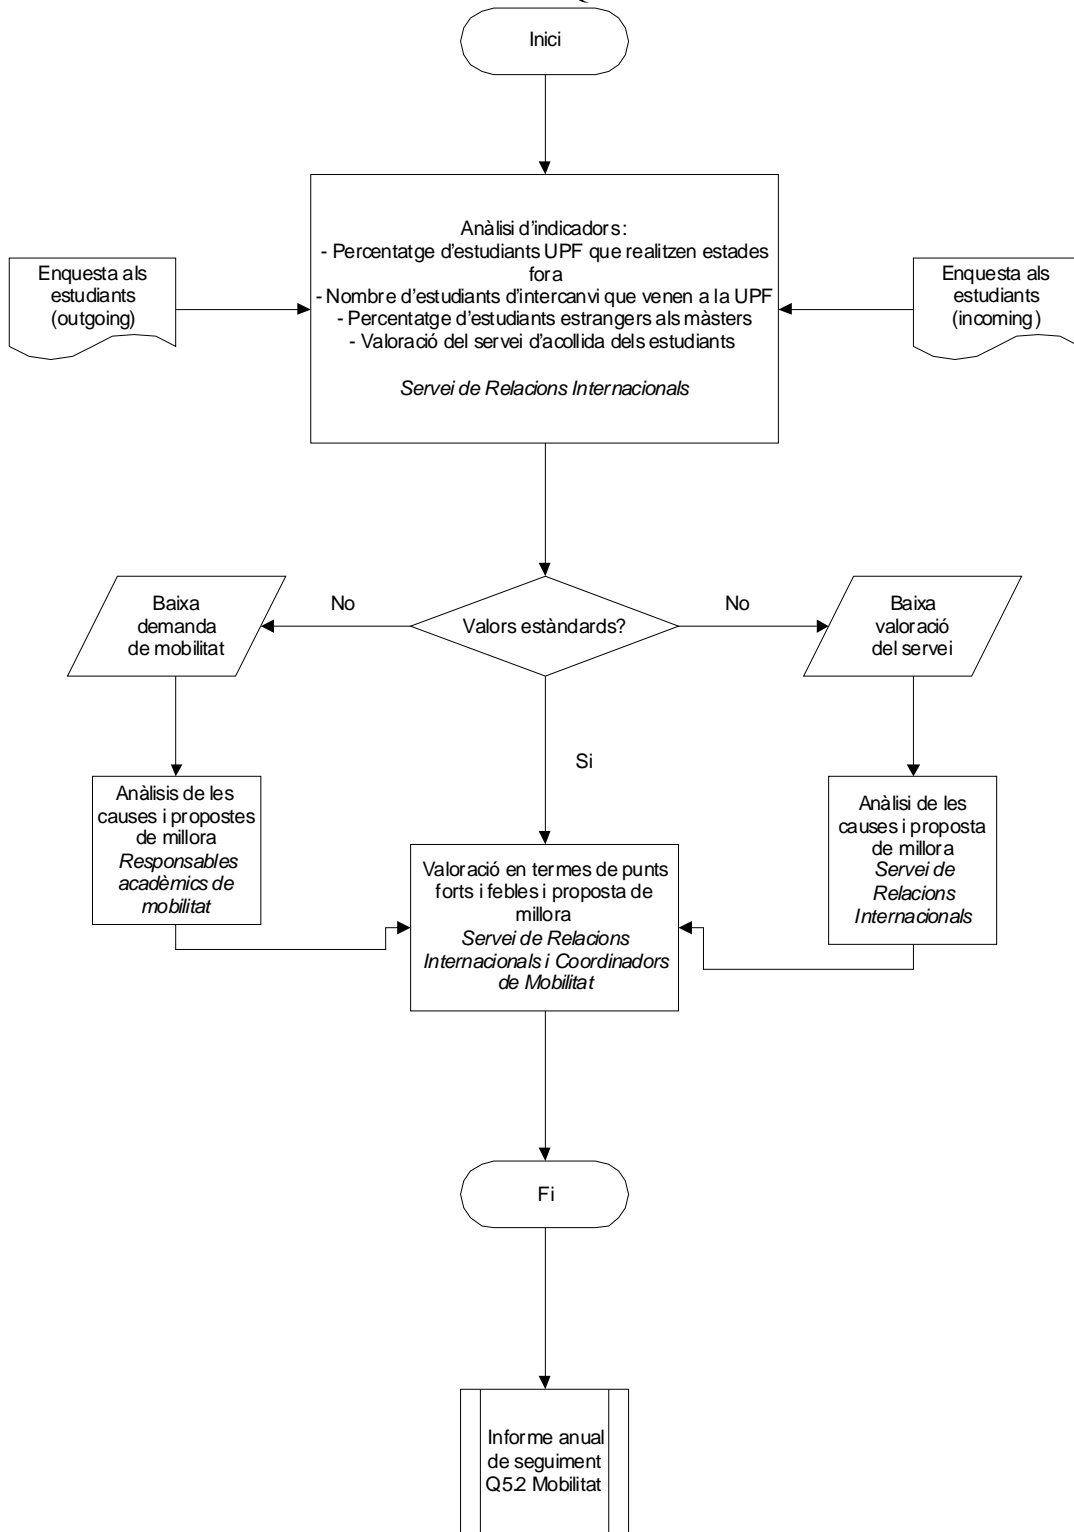 Inici
Anàlisi d'indicadors:
- Percentatge d'estudiants UPF que realitzen estades
fora
- Nombre d'estudiants d'intercanvi que venen a la UPF
- Percentatge d'estudiants estrangers als màsters
- Valoració del servei d'acollida dels estudiants
Servei de Relacions Internacionals
Enquesta als
estudiants
(outgoing)
Enquesta als
estudiants
(incoming)
Baixa
demanda
de mobilitat
No
Valors estàndards?
No
Baixa
valoració
del servei
Si
Anàlisis de les
causes i propostes
de millora
Responsables
acadèmics de
mobilitat
Valoració en termes de punts
forts i febles i proposta de
millora
Servei de Relacions
Internacionals i Coordinadors
de Mobilitat
Anàlisi de les
causes i proposta
de millora
Servei de
Relacions
Internacionals
Fi
Informe anual
de seguiment
Q5.2 Mobilitat